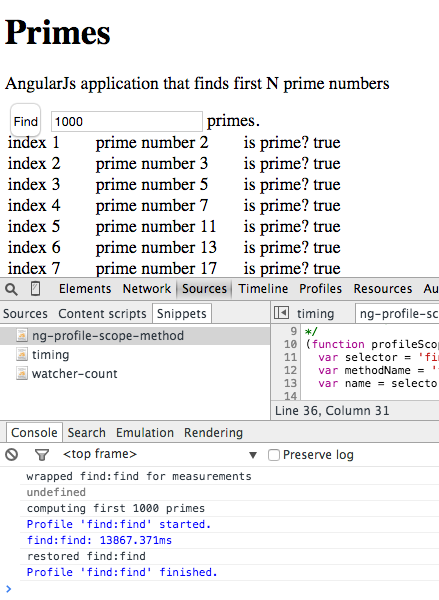 Primes
AngularJs application that finds first N prime numbers
Find 1000 primes.
index 1 prime number 2 is prime? true
index 2 prime number 3 is prime? true
index 3 prime number 5 is prime? true
index 4 prime number 7 is prime? true
index 5 prime number 11 is prime? true
index 6 prime number 13 is prime? true
index 7 prime number 17 is prime? true
Elements Network Sources Timeline Profiles Resources Au
Sources Content scripts Snippets
ng-profile-scope-method
timing
watcher-count
timing ng-profile-sc
9 */
10 (function profileSco
11 var selector = 'fi
12 var methodName = '
13 var name = selecto
14
Line 36, Column 31
Console Search Emulation Rendering
<top frame> Preserve log
wrapped find:find for measurements
undefined
computing first 1000 primes
Profile 'find:find' started.
find:find: 13867.371ms
restored find:find
Profile 'find:find' finished.
>